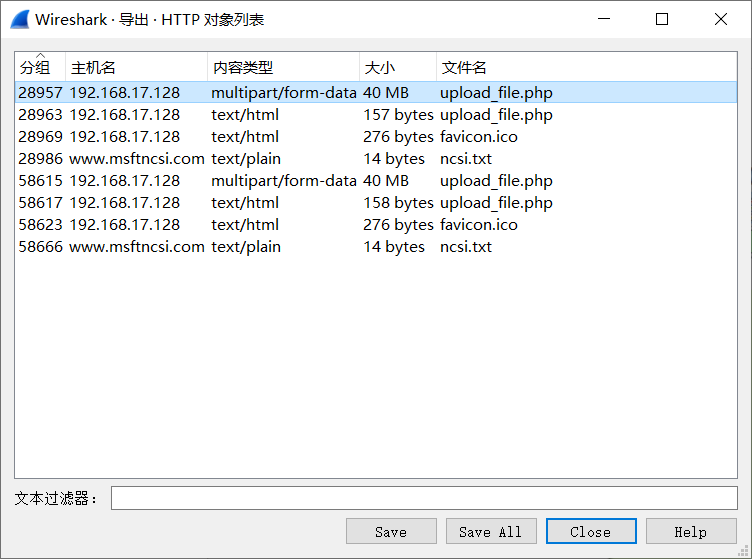 Wireshark · 导出 · HTTP 对象列表
分组 主机名 内容类型 大小 文件名
28957 192.168.17.128 multipart/form-data 40 MB upload_file.php
28963 192.168.17.128 text/html 157 bytes upload_file.php
28969 192.168.17.128 text/html 276 bytes favicon.ico
28986 www.msftncsi.com text/plain 14 bytes ncsi.txt
58615 192.168.17.128 multipart/form-data 40 MB upload_file.php
58617 192.168.17.128 text/html 158 bytes upload_file.php
58623 192.168.17.128 text/html 276 bytes favicon.ico
58666 www.msftncsi.com text/plain 14 bytes ncsi.txt
文本过滤器：
Save Save All Close Help